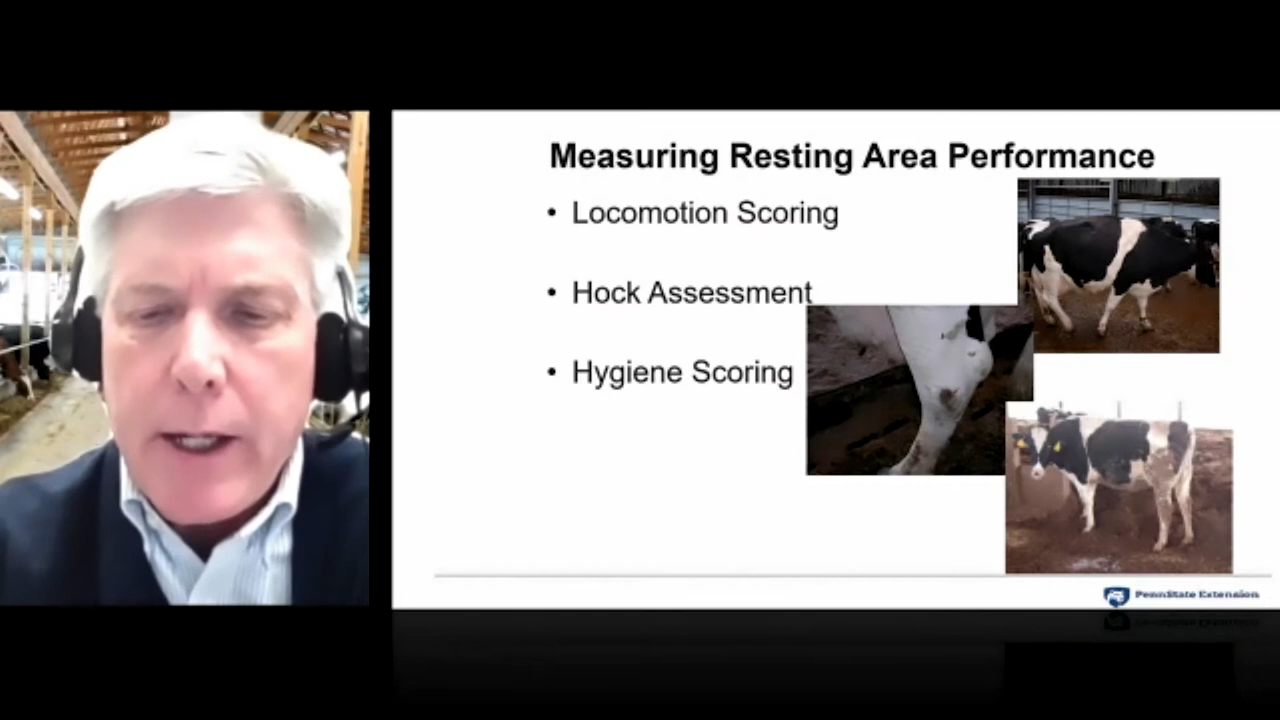 Measuring Resting Area Performance
• Locomotion Scoring
• Hock Assessment
• Hygiene Scoring
PennState Extension